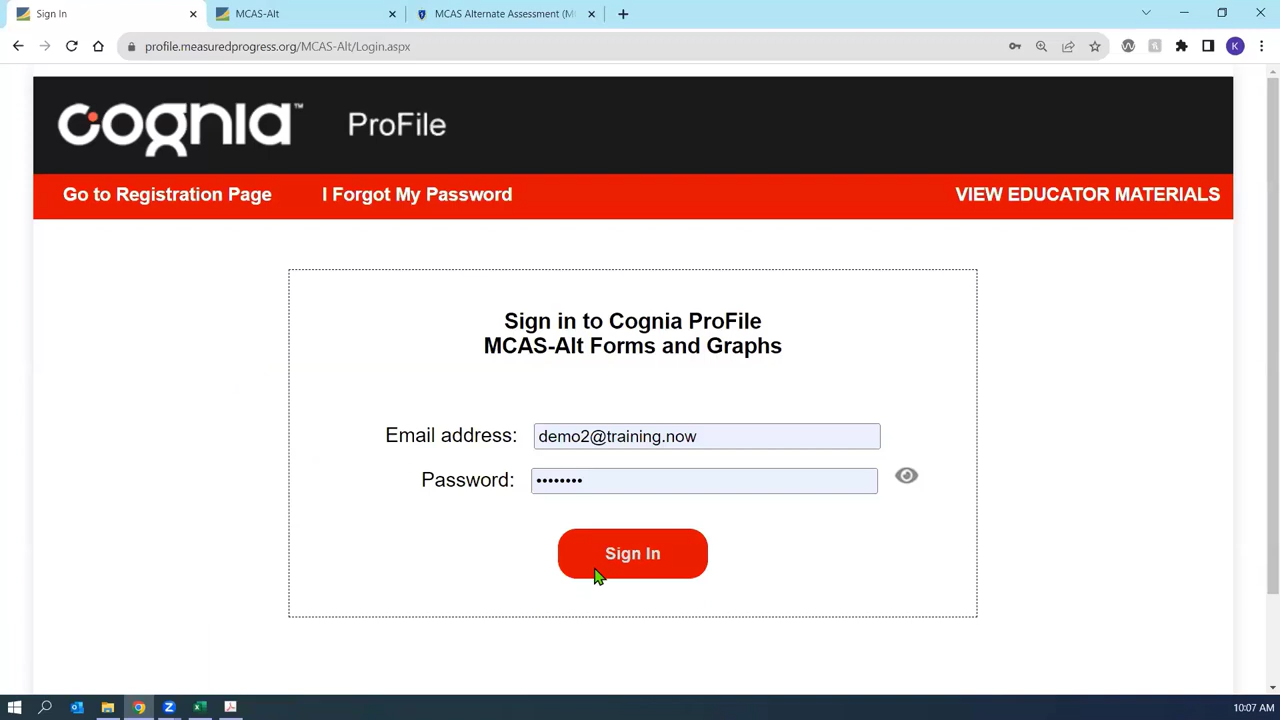 Sign In
MCAS-Alt
MCAS Alternate Assessment (M
profile.measuredprogress.org/MCAS-Alt/Login.aspx
K
cognia™ ProFile
Go to Registration Page I Forgot My Password VIEW EDUCATOR MATERIALS
Sign in to Cognia ProFile
MCAS-Alt Forms and Graphs
Email address: demo2@training.now
Password: ••••••••
Sign In
10:07 AM